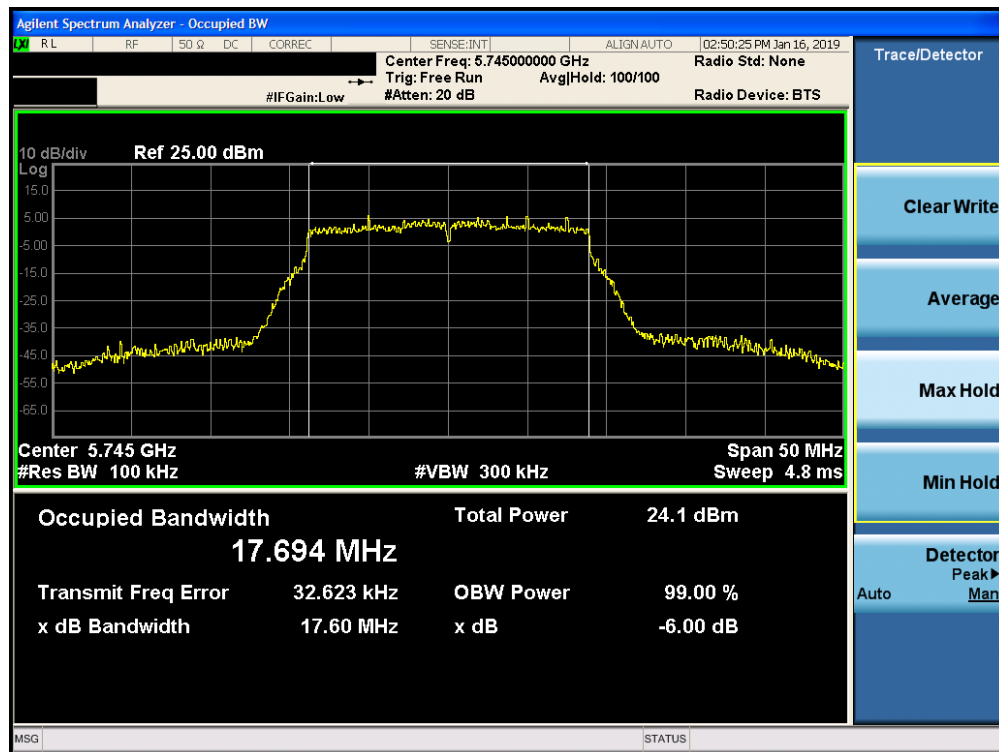 Agilent Spectrum Analyzer - Occupied BW
LXI RL RF 50 Ω DC CORREC SENSE:INT ALIGN AUTO 02:50:25 PM Jan 16, 2019
Center Freq: 5.745000000 GHz Radio Std: None
Trig: Free Run Avg|Hold: 100/100
#IFGain:Low #Atten: 20 dB Radio Device: BTS
10 dB/div Ref 25.00 dBm
Log
15.0
5.00
-5.00
-15.0
-25.0
-35.0
-45.0
-55.0
-65.0
Center 5.745 GHz Span 50 MHz
#Res BW 100 kHz #VBW 300 kHz Sweep 4.8 ms
Occupied Bandwidth Total Power 24.1 dBm
17.694 MHz
Transmit Freq Error 32.623 kHz OBW Power 99.00 %
x dB Bandwidth 17.60 MHz x dB -6.00 dB
MSG STATUS
Trace/Detector
Clear Write
Average
Max Hold
Min Hold
Detector
Peak▶
Auto Man